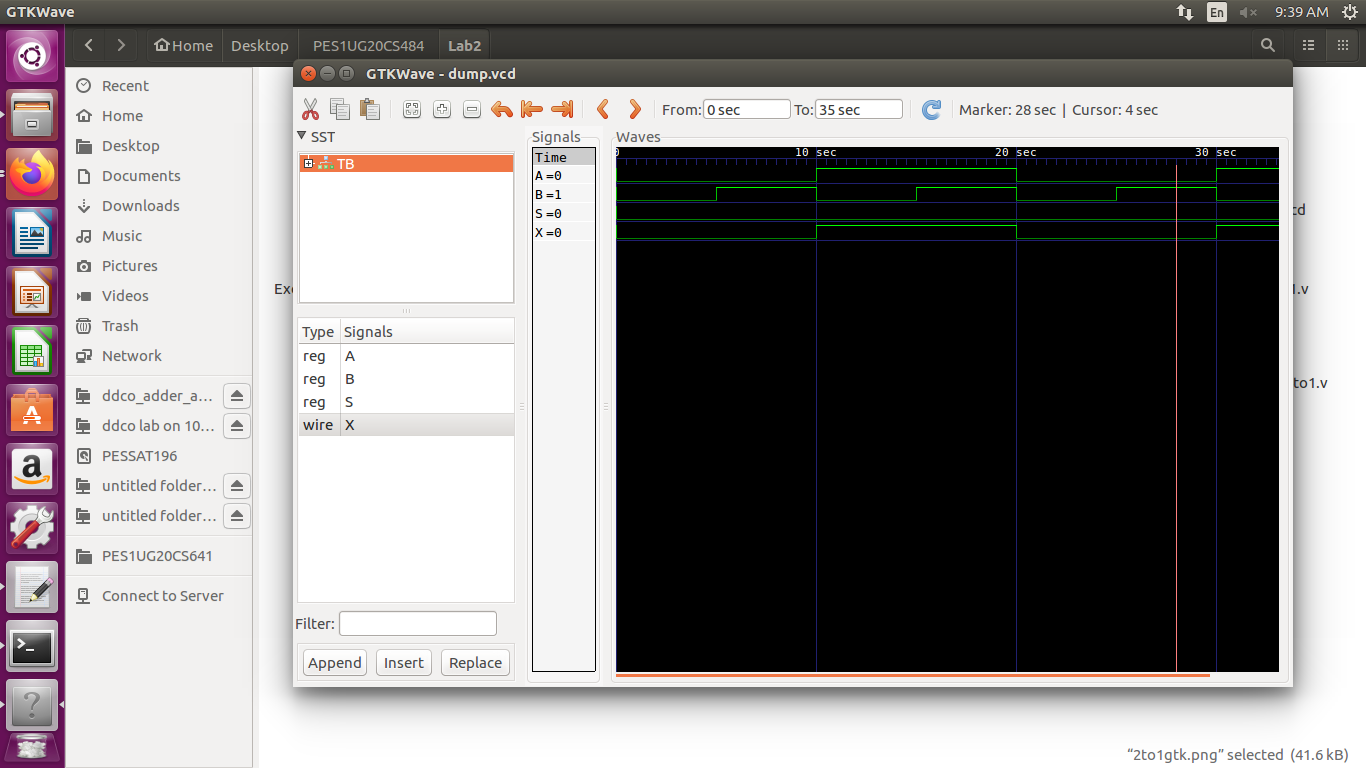 GTKWave
En
9:39 AM
Home
Desktop
PES1UG20CS484
Lab2
Recent
Home
Desktop
Documents
Downloads
Music
Pictures
Videos
Trash
Network
ddco_adder_a...
ddco lab on 10...
PESSAT196
untitled folder...
untitled folder...
PES1UG20CS641
Connect to Server
GTKWave - dump.vcd
From: 0 sec To: 35 sec Marker: 28 sec | Cursor: 4 sec
SST
TB
Type Signals
reg A
reg B
reg S
wire X
Filter:
Append Insert Replace
Signals
Time
A =0
B =1
S =0
X =0
Waves
0 10 sec 20 sec 30 sec
Exe
cd
1.v
to1.v
“2to1gtk.png” selected (41.6 kB)